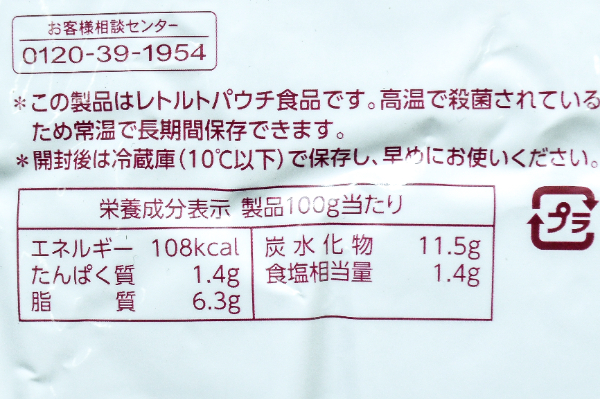 お客様相談センター
0120-39-1954
＊この製品はレトルトパウチ食品です。高温で殺菌されている
ため常温で長期間保存できます。
＊開封後は冷蔵庫(10℃以下)で保存し、早めにお使いください。
栄養成分表示 製品100g当たり
エネルギー 108kcal 炭水化物 11.5g
たんぱく質 1.4g 食塩相当量 1.4g
脂質 6.3g
プラ